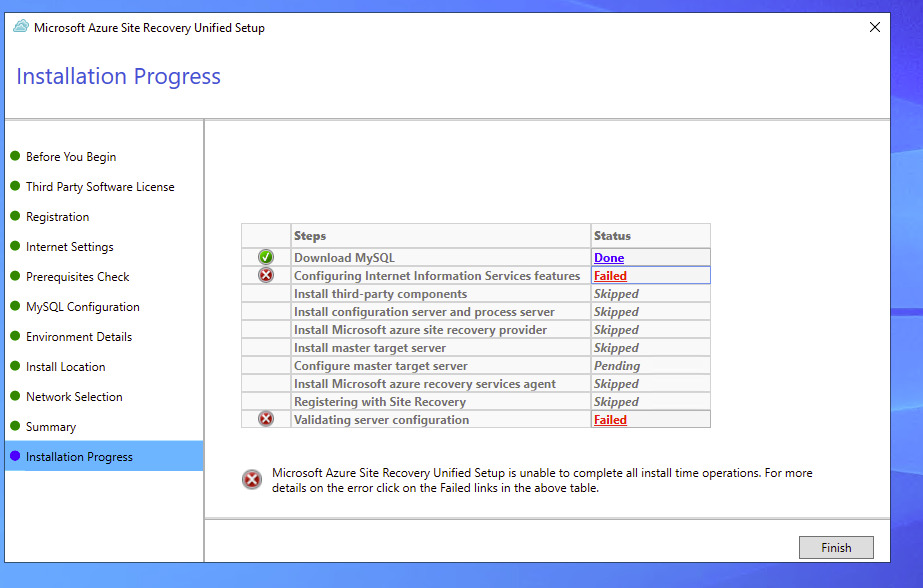 Microsoft Azure Site Recovery Unified Setup
Installation Progress
Before You Begin
Third Party Software License
Registration
Internet Settings
Prerequisites Check
MySQL Configuration
Environment Details
Install Location
Network Selection
Summary
Installation Progress
Steps Status
Download MySQL Done
Configuring Internet Information Services features Failed
Install third-party components Skipped
Install configuration server and process server Skipped
Install Microsoft azure site recovery provider Skipped
Install master target server Skipped
Configure master target server Pending
Install Microsoft azure recovery services agent Skipped
Registering with Site Recovery Skipped
Validating server configuration Failed
Microsoft Azure Site Recovery Unified Setup is unable to complete all install time operations. For more
details on the error click on the Failed links in the above table.
Finish